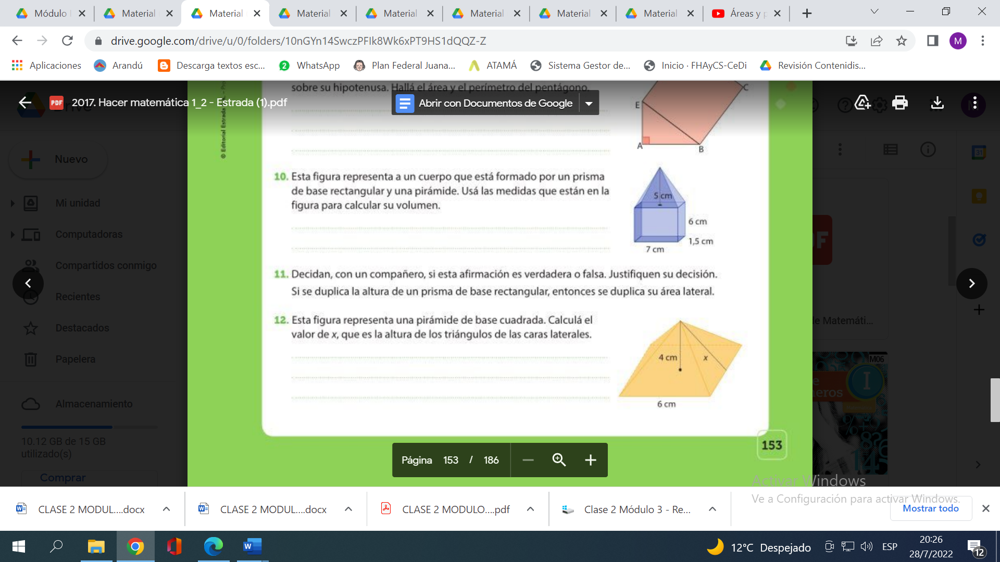 Módulo
Material
Material
Material
Material
Material
Material
Material
Áreas y p
drive.google.com/drive/u/0/folders/10nGYn14SwczPFIk8Wk6xPT9HS1dQQZ-Z
M
Aplicaciones
Arandú
Descarga textos esc...
WhatsApp
Plan Federal Juana...
ATAMÁ
Sistema Gestor de...
Inicio · FHAyCS-CeDi
Revisión Contenidis...
PDF
2017. Hacer matemática 1_2 - Estrada (1).pdf
Abrir con Documentos de Google
Nuevo
Mi unidad
Computadoras
Compartidos conmigo
Recientes
Destacados
Papelera
Almacenamiento
10.12 GB de 15 GB
utilizado(s)
Comprar
© Editorial Estrada
sobre su hipotenusa. Hallá el área y el perímetro del pentágono.
C
E
A
B
10. Esta figura representa a un cuerpo que está formado por un prisma
de base rectangular y una pirámide. Usá las medidas que están en la
figura para calcular su volumen.
5 cm
6 cm
1,5 cm
7 cm
11. Decidan, con un compañero, si esta afirmación es verdadera o falsa. Justifiquen su decisión.
Si se duplica la altura de un prisma de base rectangular, entonces se duplica su área lateral.
12. Esta figura representa una pirámide de base cuadrada. Calculá el
valor de x, que es la altura de los triángulos de las caras laterales.
4 cm
x
6 cm
153
Página 153 / 186
31
de Matemáti...
M06
I
Activar Windows
Ve a Configuración para activar Windows.
CLASE 2 MODUL....docx
CLASE 2 MODUL....docx
CLASE 2 MODULO....pdf
Clase 2 Módulo 3 - Re...
Mostrar todo
12°C Despejado
ESP
20:26
28/7/2022
12